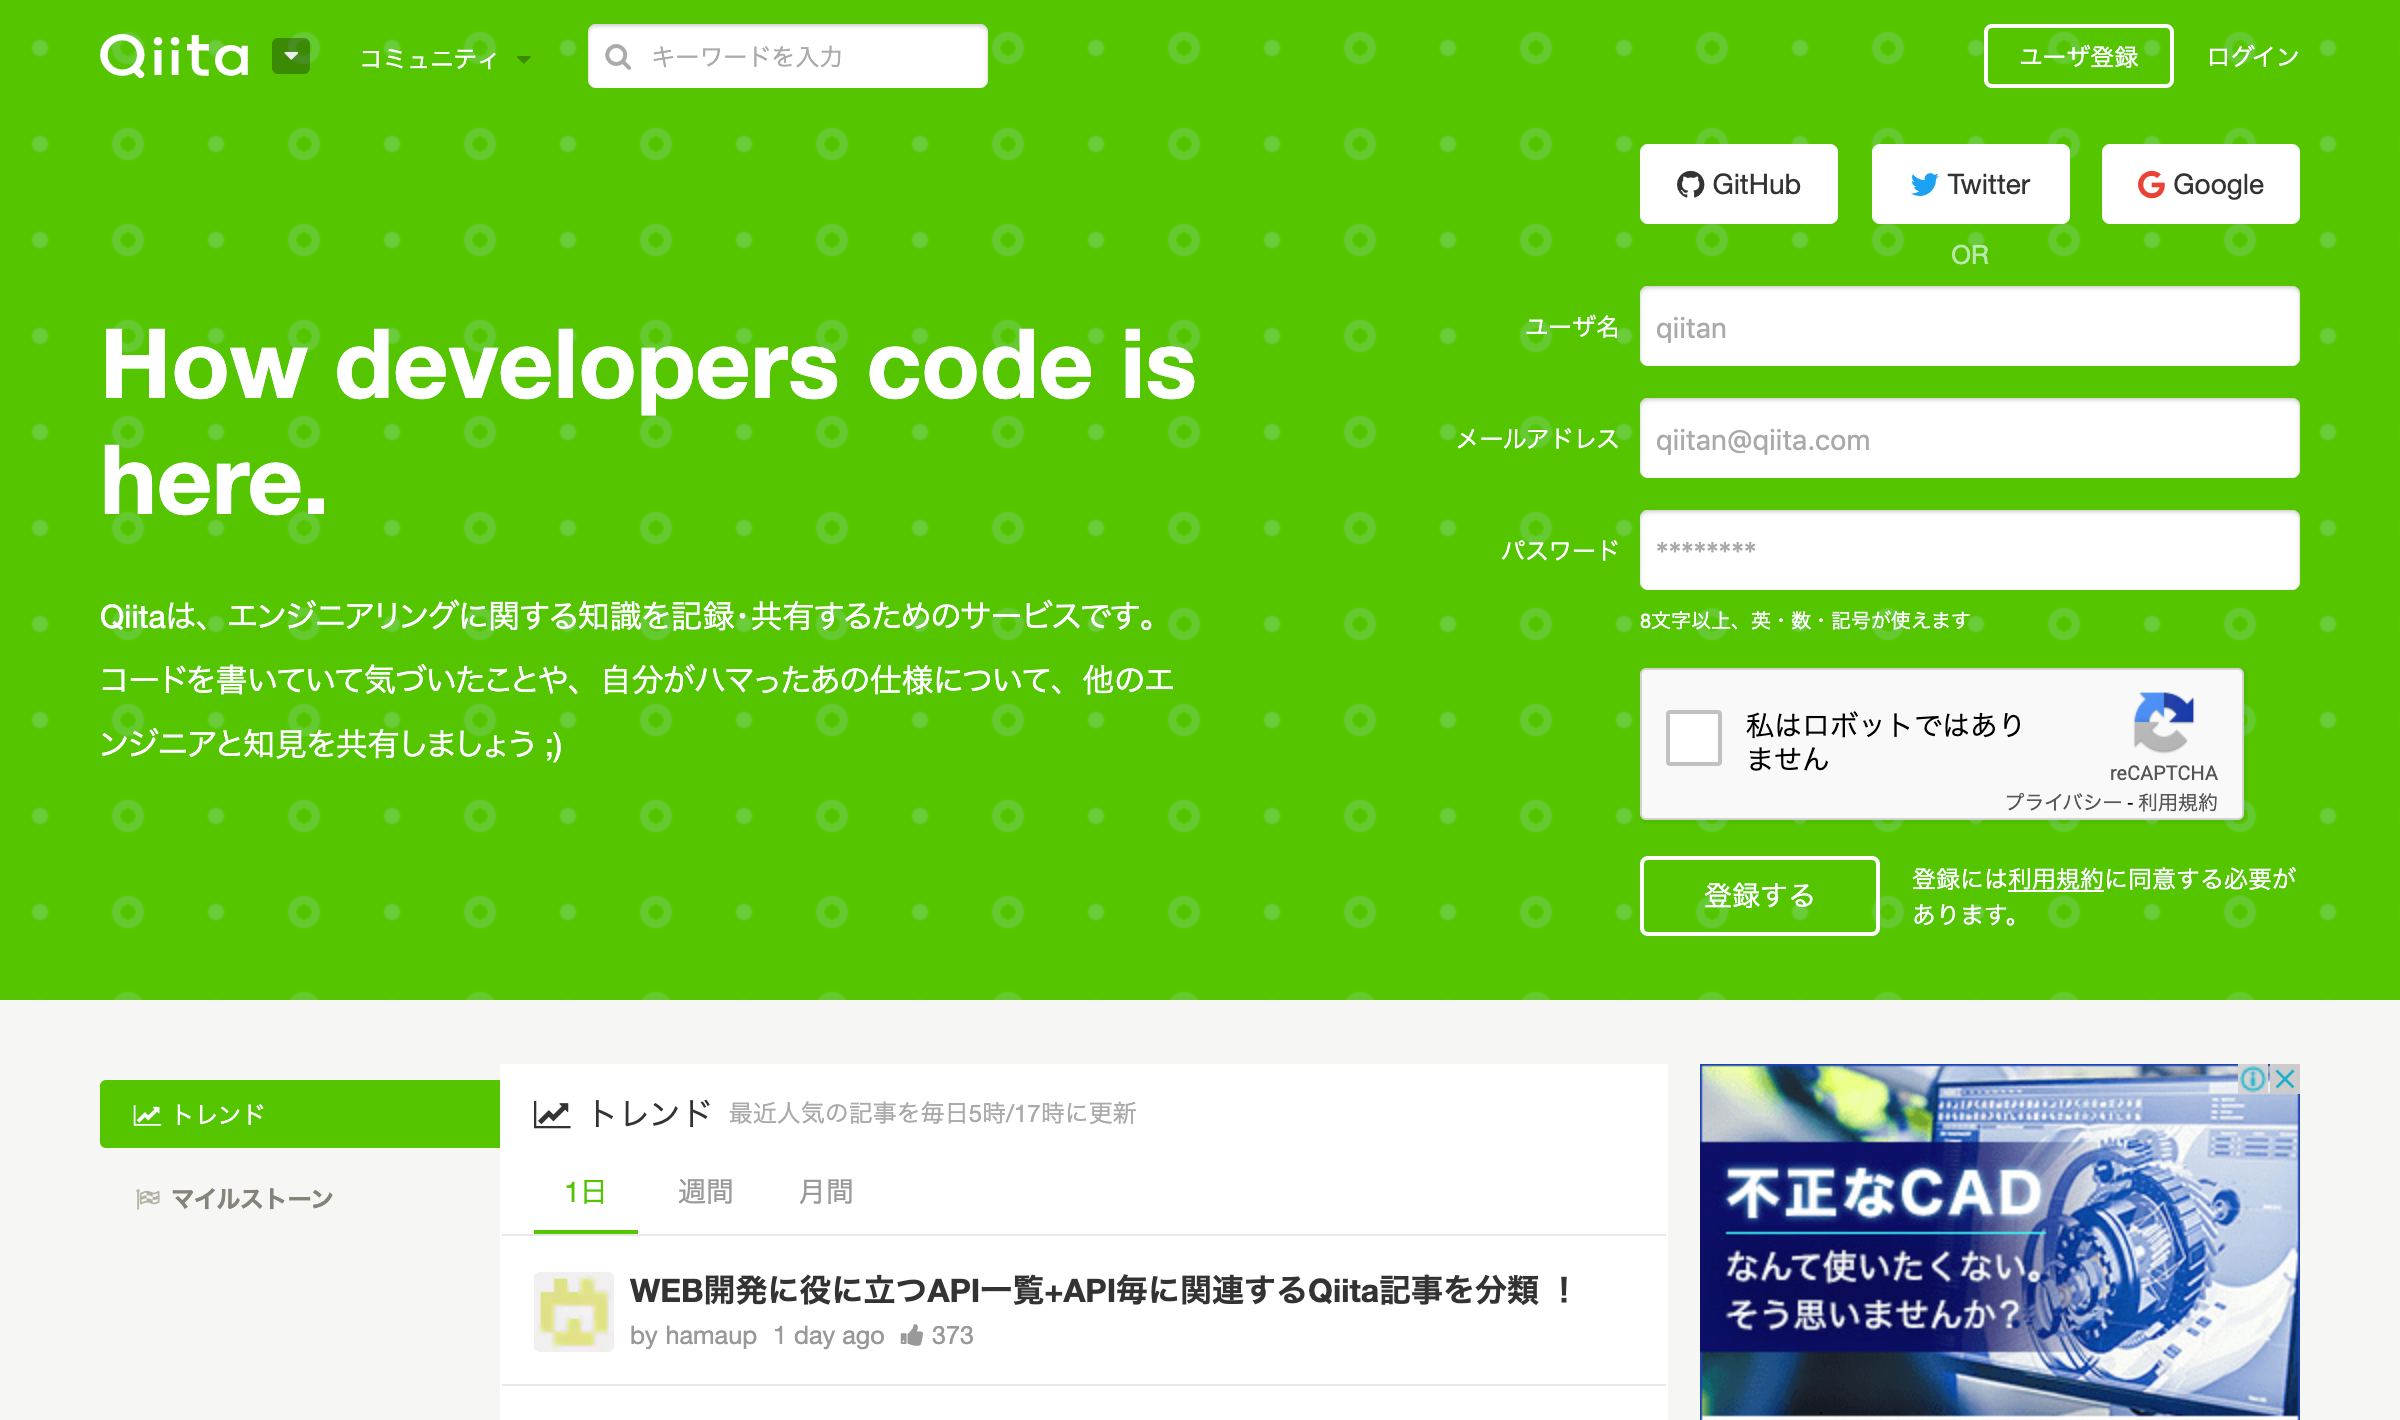 Qiita
コミュニティ
キーワードを入力
ユーザ登録
ログイン
GitHub
Twitter
Google
OR
How developers code is
here.
Qiitaは、エンジニアリングに関する知識を記録・共有するためのサービスです。
コードを書いていて気づいたことや、自分がハマったあの仕様について、他のエ
ンジニアと知見を共有しましょう ;)
ユーザ名
qiitan
メールアドレス
qiitan@qiita.com
パスワード
********
8文字以上、英・数・記号が使えます
私はロボットではあり
ません
reCAPTCHA
プライバシー - 利用規約
登録する
登録には利用規約に同意する必要が
あります。
トレンド
マイルストーン
トレンド 最近人気の記事を毎日5時/17時に更新
1日
週間
月間
WEB開発に役に立つAPI一覧+API毎に関連するQiita記事を分類 ！
by hamaup 1 day ago 373
不正なCAD
なんて使いたくない。
そう思いませんか？